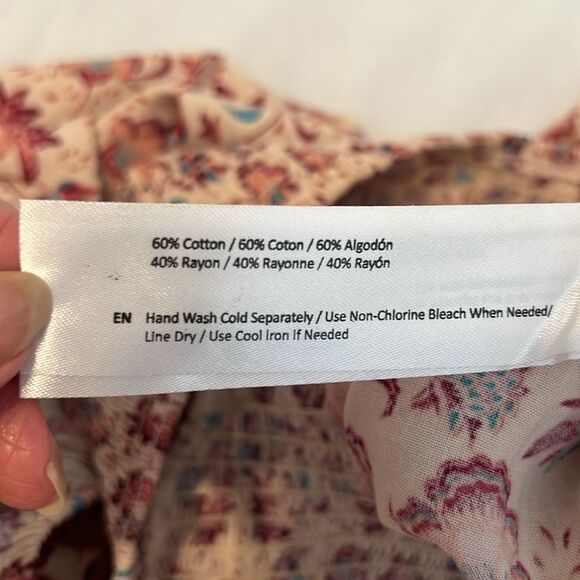 60% Cotton / 60% Coton / 60% Algodón
40% Rayon / 40% Rayonne / 40% Rayón
EN Hand Wash Cold Separately / Use Non-Chlorine Bleach When Needed/
Line Dry / Use Cool Iron If Needed